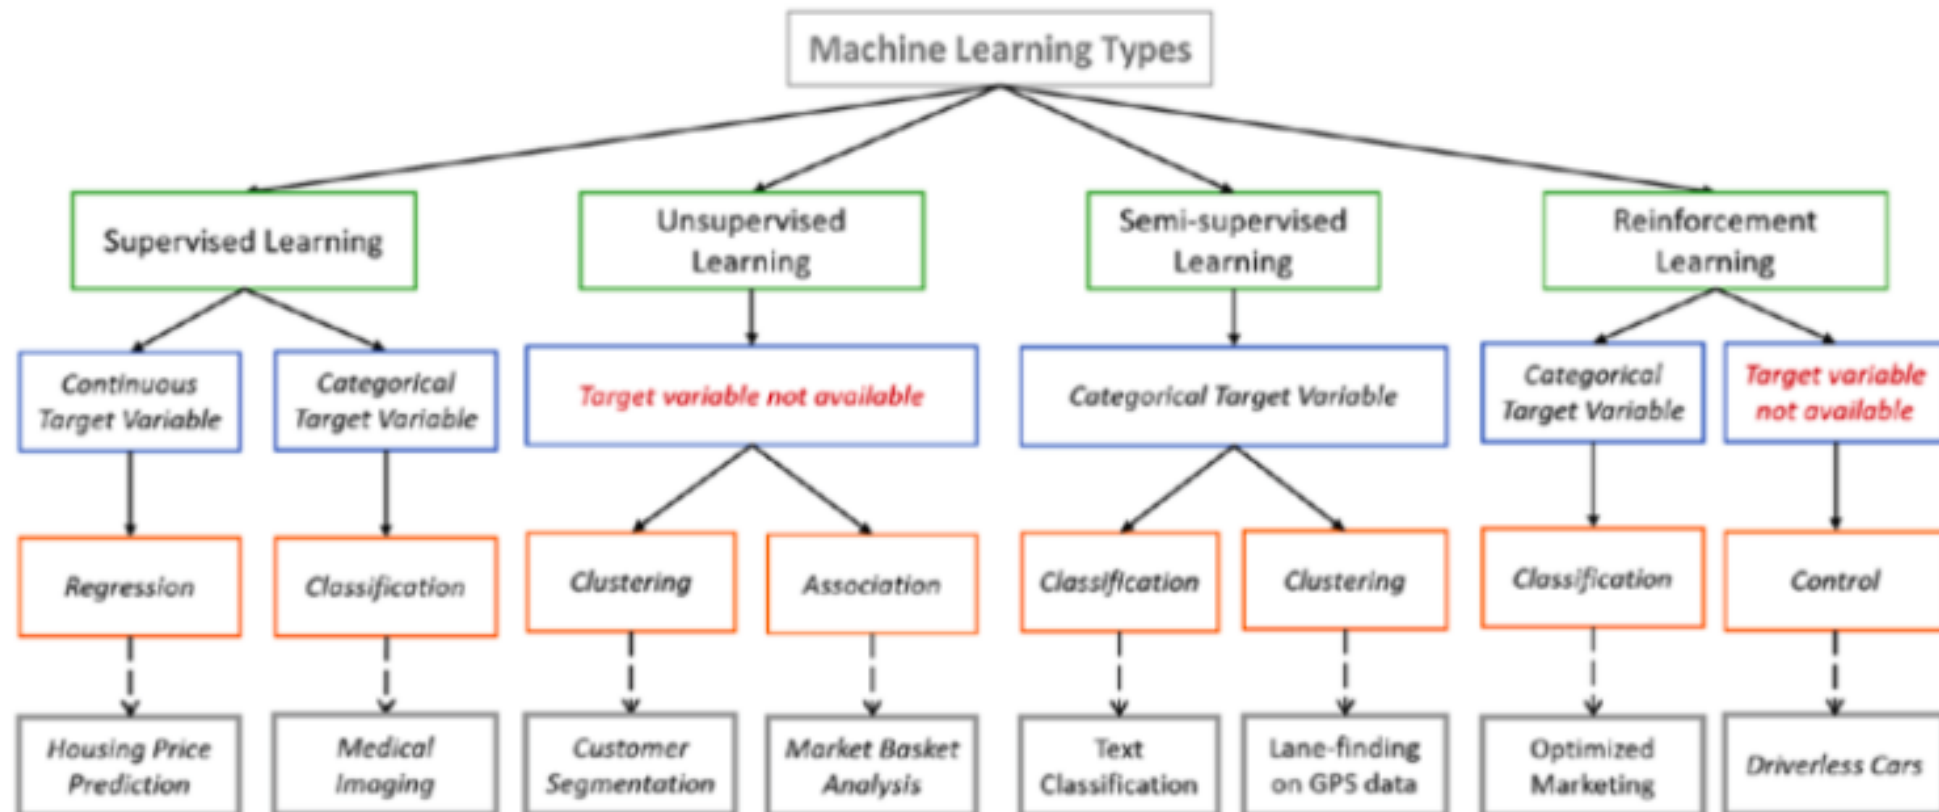 Machine Learning Types
Supervised Learning
Unsupervised
Learning
Semi-supervised
Learning
Reinforcement
Learning
Continuous
Target Variable
Categorical
Target Variable
Target variable not available
Categorical Target Variable
Categorical
Target Variable
Target variable
not available
Regression
Classification
Clustering
Association
Classification
Clustering
Classification
Control
Housing Price
Prediction
Medical
Imaging
Customer
Segmentation
Market Basket
Analysis
Text
Classification
Lane-finding
on GPS data
Optimized
Marketing
Driverless Cars